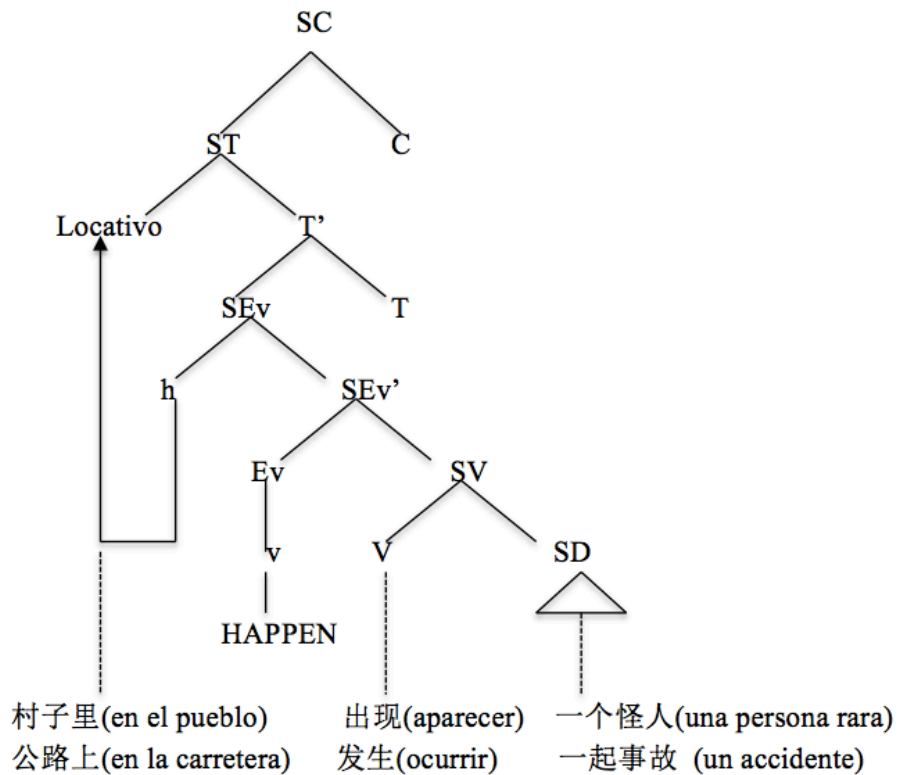 SC
ST C
Locativo T’
SEv T
h SEv’
Ev SV
v V SD
HAPPEN
村子里(en el pueblo) 出现(aparecer) 一个怪人(una persona rara)
公路上(en la carretera) 发生(ocurrir) 一起事故 (un accidente)